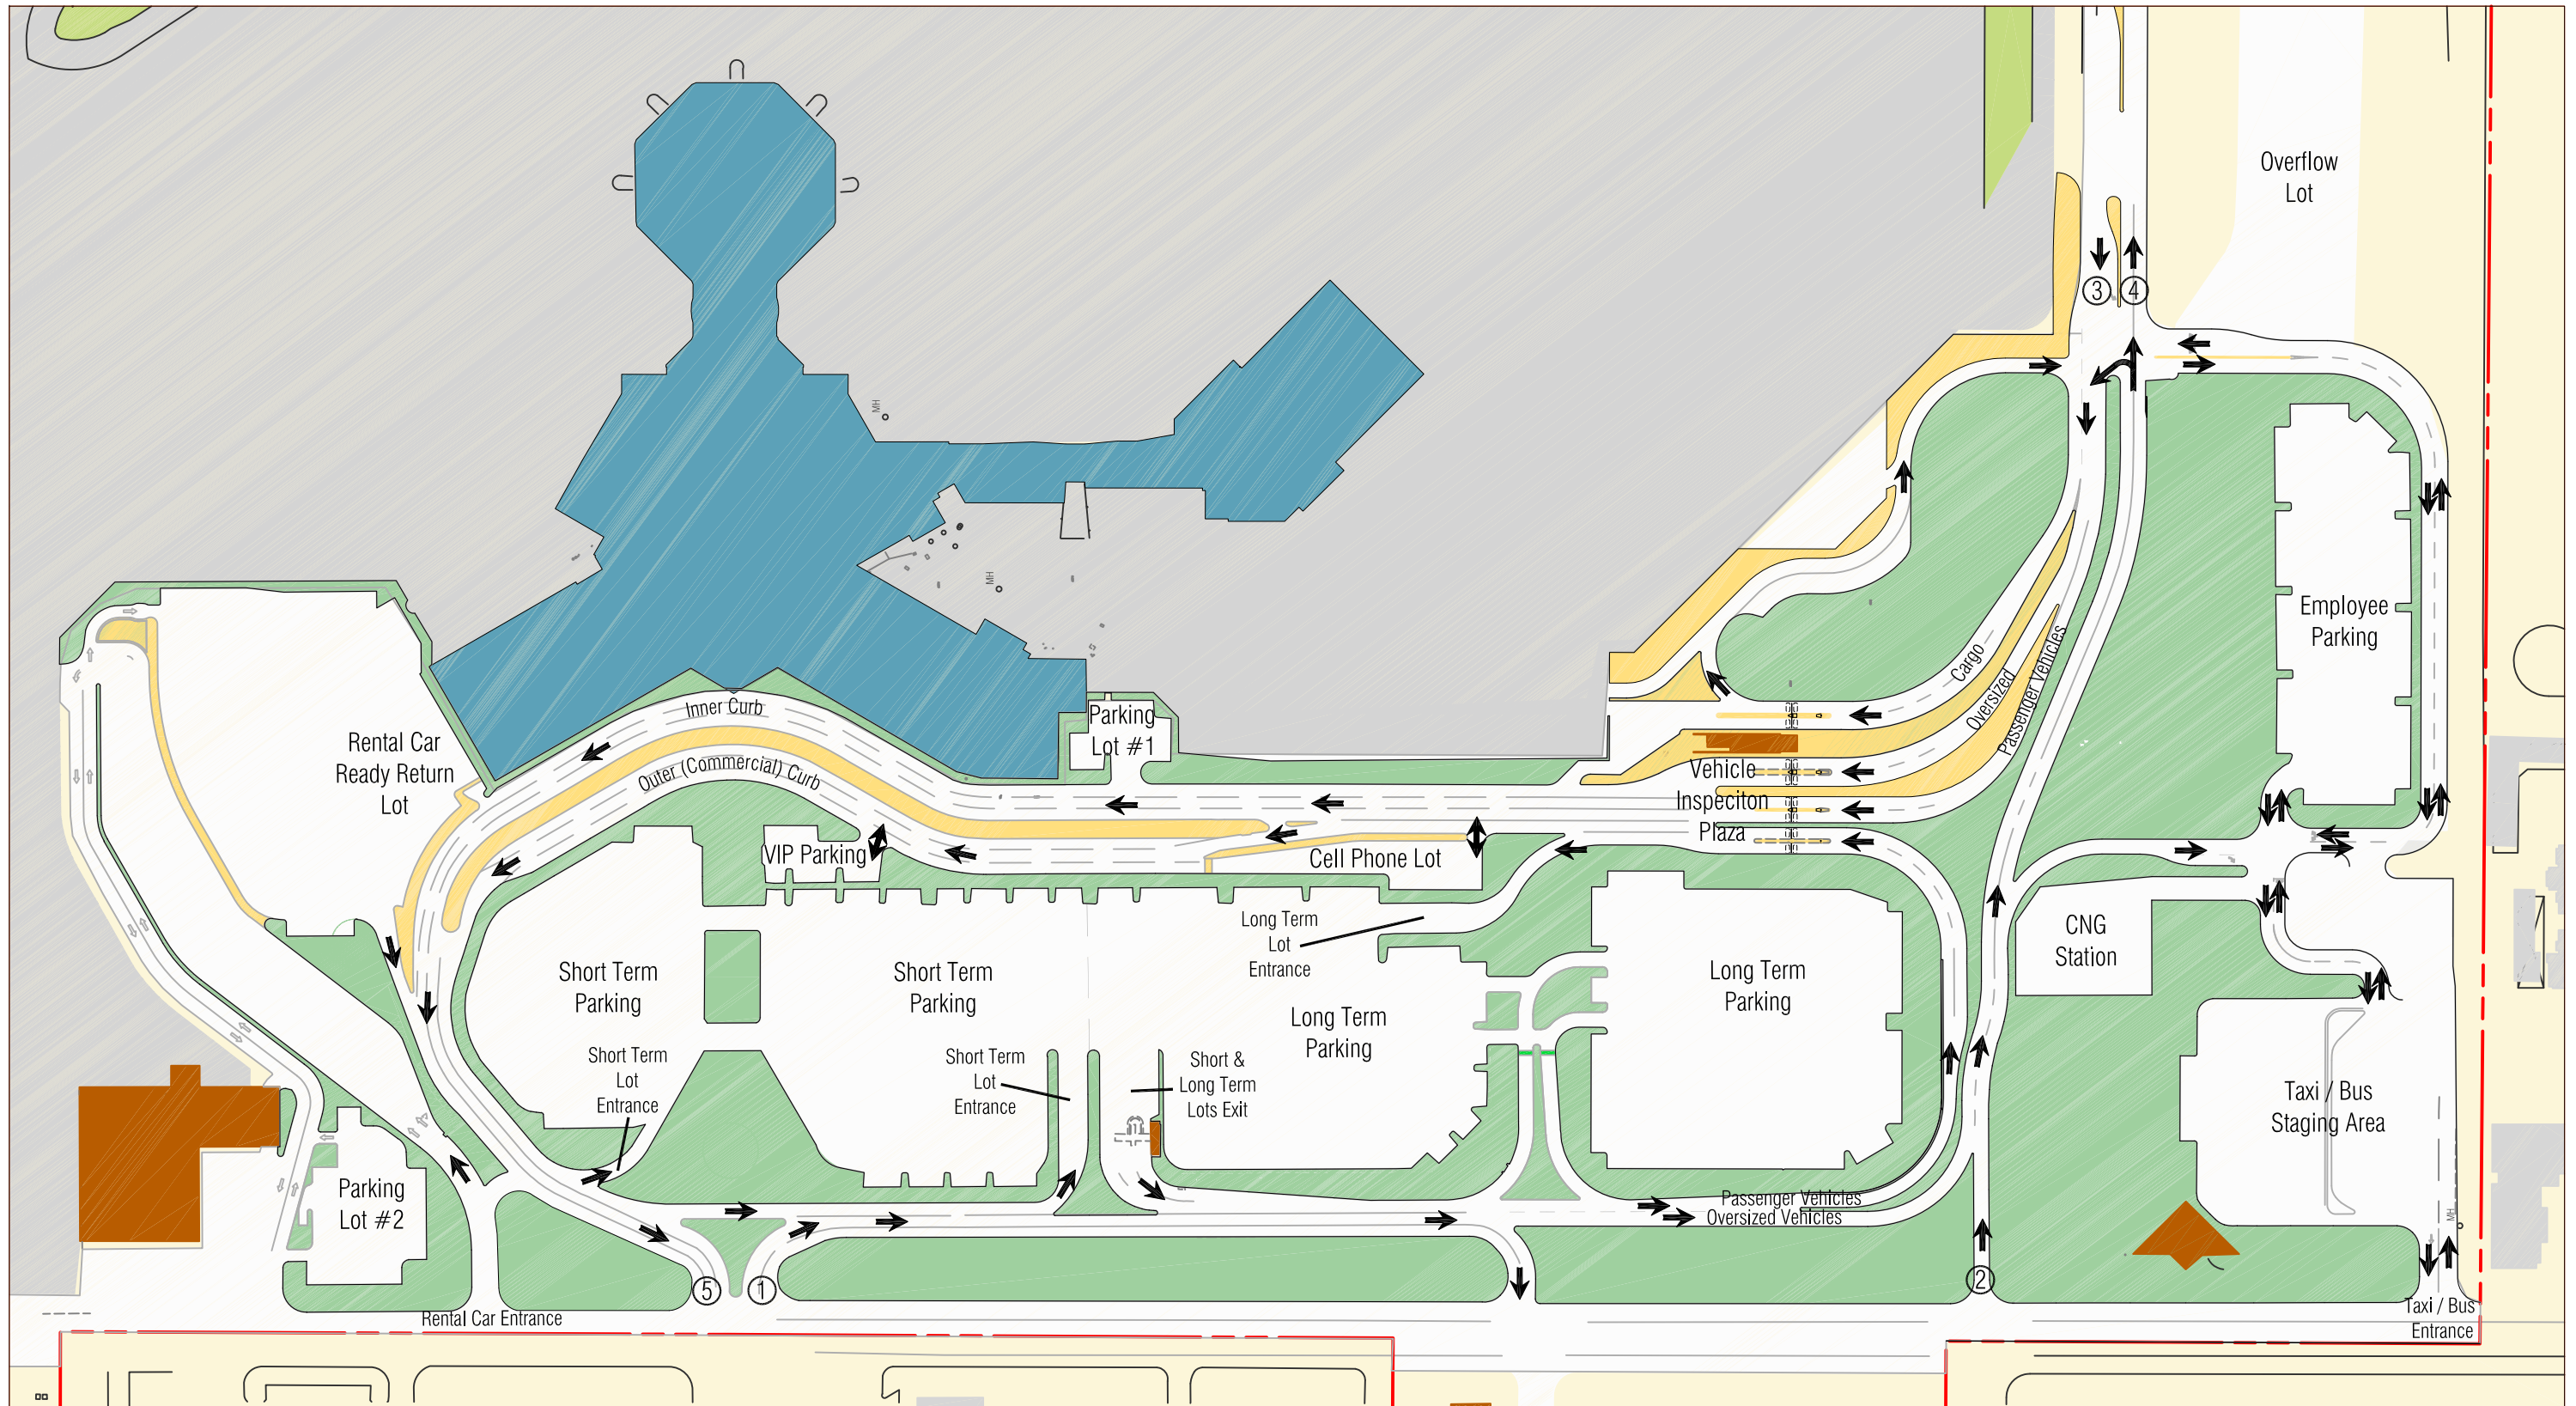 Overflow
Lot
3
4
MH
MH
Employee
Parking
Cargo
Oversized
Passenger Vehicles
Inner Curb
Outer (Commercial) Curb
Parking
Lot #1
Rental Car
Ready Return
Lot
Vehicle
Inspeciton
Plaza
VIP Parking
Cell Phone Lot
Long Term
Lot
Entrance
CNG
Station
Short Term
Parking
Short Term
Parking
Long Term
Parking
Long Term
Parking
Short Term
Lot
Entrance
Short Term
Lot
Entrance
Short &
Long Term
Lots Exit
Taxi / Bus
Staging Area
Parking
Lot #2
Passenger Vehicles
Oversized Vehicles
MH
5
1
2
Rental Car Entrance
Taxi / Bus
Entrance